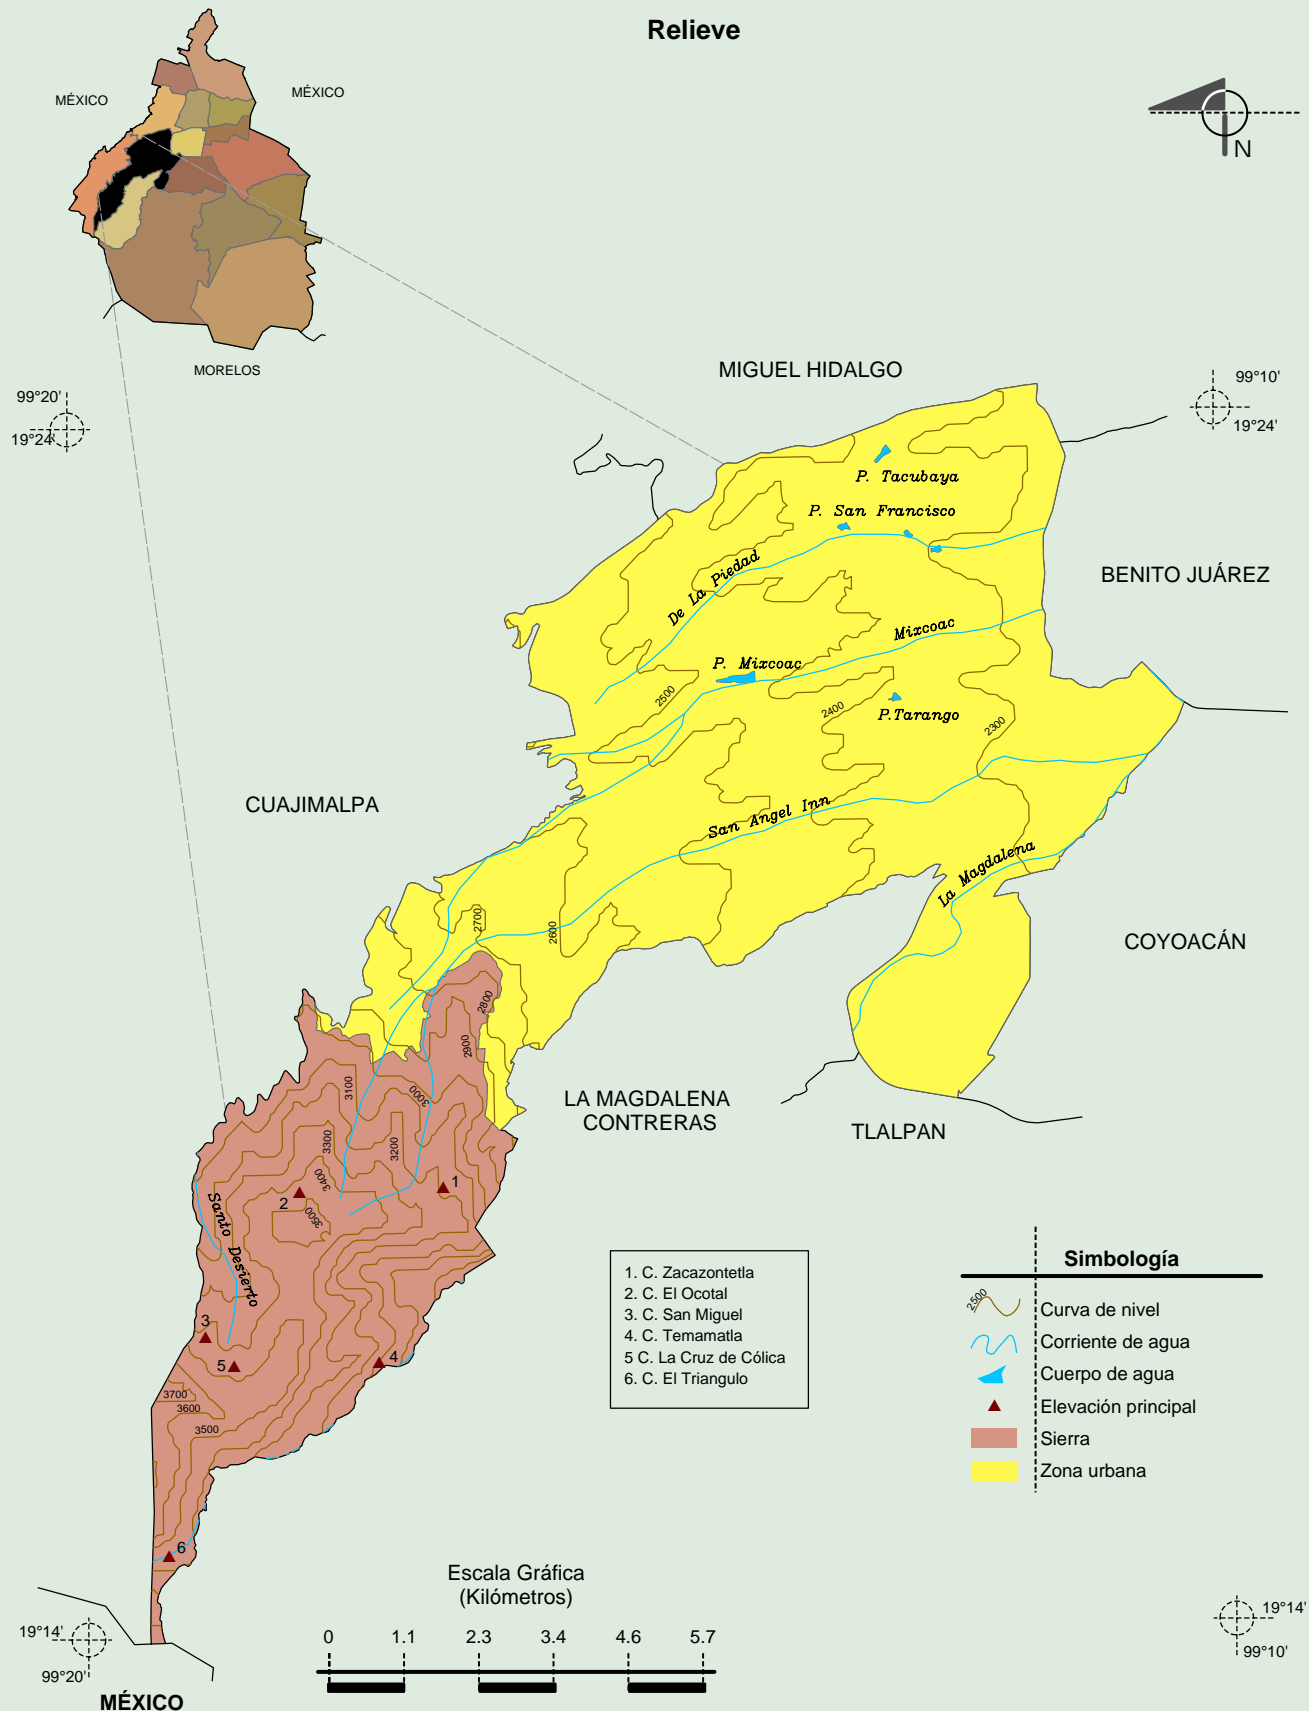 Relieve
MÉXICO
MÉXICO
N
MORELOS
MIGUEL HIDALGO
99°20'
19°24'
99°10'
19°24'
P. Tacubaya
P. San Francisco
De La Piedad
BENITO JUÁREZ
Mixcoac
P. Mixcoac
2500
2400
P.Tarango
2300
CUAJIMALPA
San Angel Inn
La Magdalena
2700
2600
COYOACÁN
2800
2900
3100
3000
LA MAGDALENA
CONTRERAS
TLALPAN
3300
3200
3400
1
2
3500
Santo Desierto
3
5
4
3700
3600
3500
6
1. C. Zacazontetla
2. C. El Ocotal
3. C. San Miguel
4. C. Temamatla
5 C. La Cruz de Cólica
6. C. El Triangulo
Simbología
2500
Curva de nivel
Corriente de agua
Cuerpo de agua
Elevación principal
Sierra
Zona urbana
Escala Gráfica
(Kilómetros)
0 1.1 2.3 3.4 4.6 5.7
19°14'
99°20'
MÉXICO
19°14'
99°10'